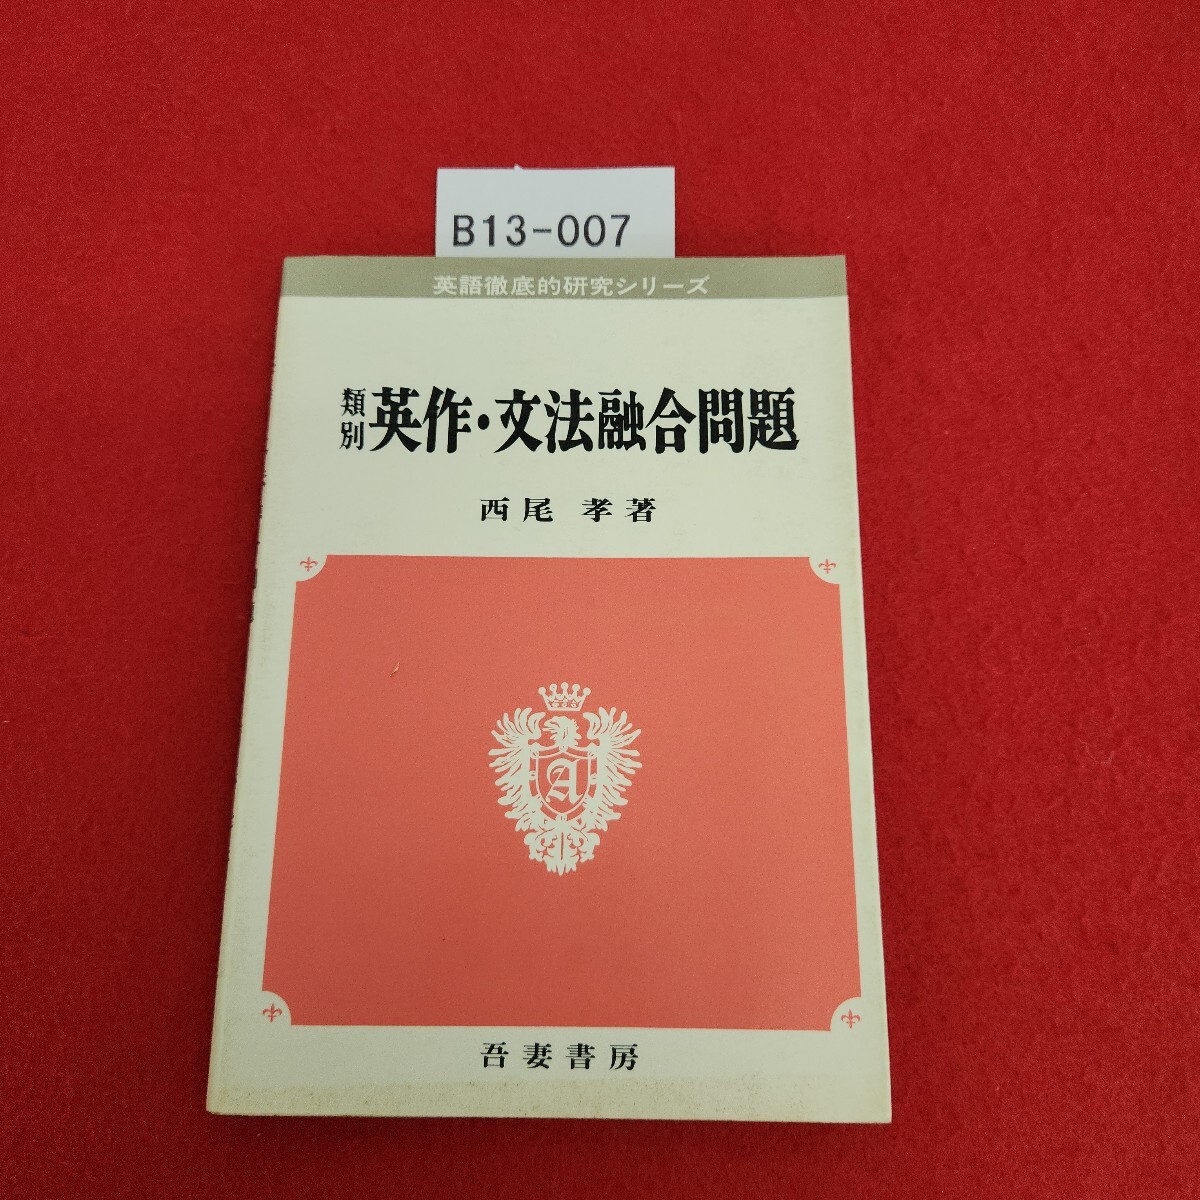 B13-007
英語徹底的研究シリーズ
類別 英作・文法融合問題
西尾 孝著
A
吾妻書房